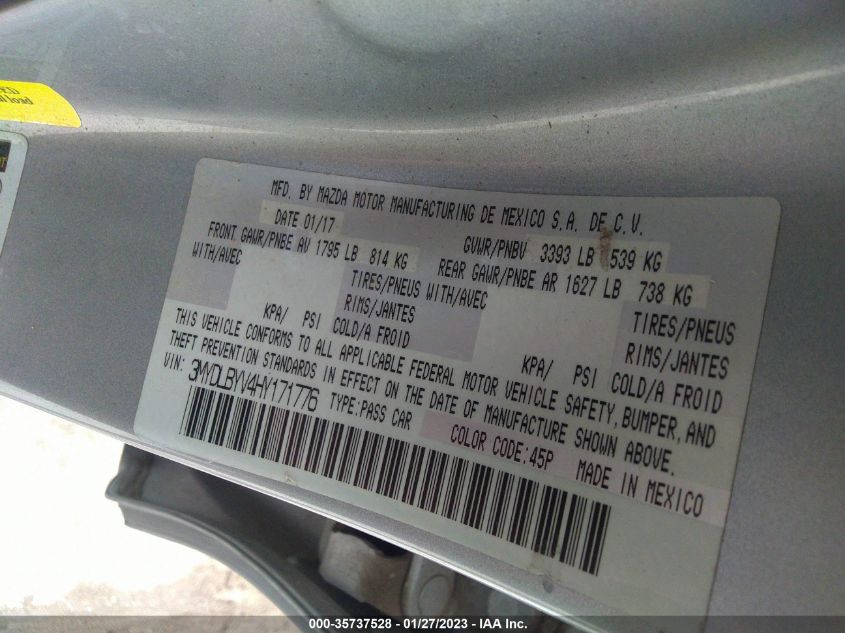 ll load
MFD. BY MAZDA MOTOR MANUFACTURING DE MEXICO S.A. DE C.V.
DATE 01/17 GVWR/PNBV 3393 LB 539 KG
FRONT GAWR/PNBE AV 1795 LB 814 KG REAR GAWR/PNBE AR 1627 LB 738 KG
WITH/AVEC TIRES/PNEUS WITH/AVEC TIRES/PNEUS
RIMS/JANTES RIMS/JANTES
KPA/ PSI COLD/A FROID KPA/ PSI COLD/A FROID
THIS VEHICLE CONFORMS TO ALL APPLICABLE FEDERAL MOTOR VEHICLE SAFETY, BUMPER, AND
THEFT PREVENTION STANDARDS IN EFFECT ON THE DATE OF MANUFACTURE SHOWN ABOVE.
VIN: 3MYDLBYV4HY171776 TYPE:PASS CAR
COLOR CODE:45P MADE IN MEXICO
000-35737528 - 01/27/2023 - © IAA Inc.